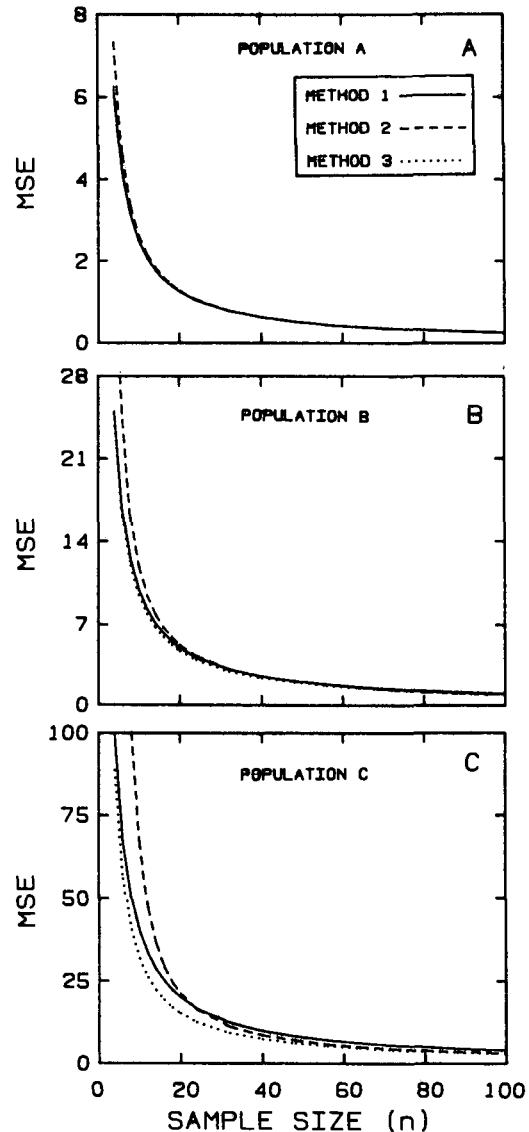 8
POPULATION A
A
METHOD 1
METHOD 2
METHOD 3
6
4
2
0
MSE
28
POPULATION B
B
21
14
7
0
MSE
100
POPULATION C
C
75
50
25
0
MSE
0 20 40 60 80 100
SAMPLE SIZE (n)